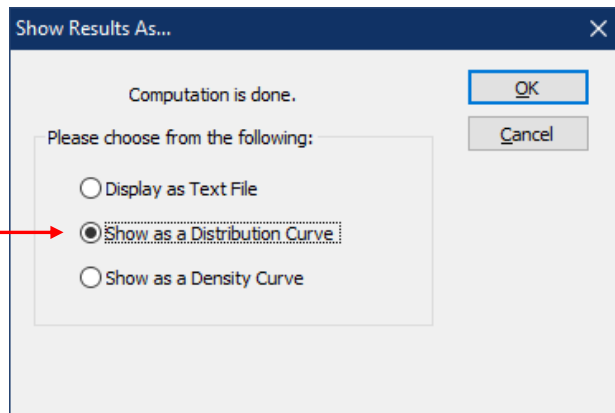 Show Results As...
Computation is done.
OK
Cancel
Please choose from the following:
Display as Text File
Show as a Distribution Curve
Show as a Density Curve